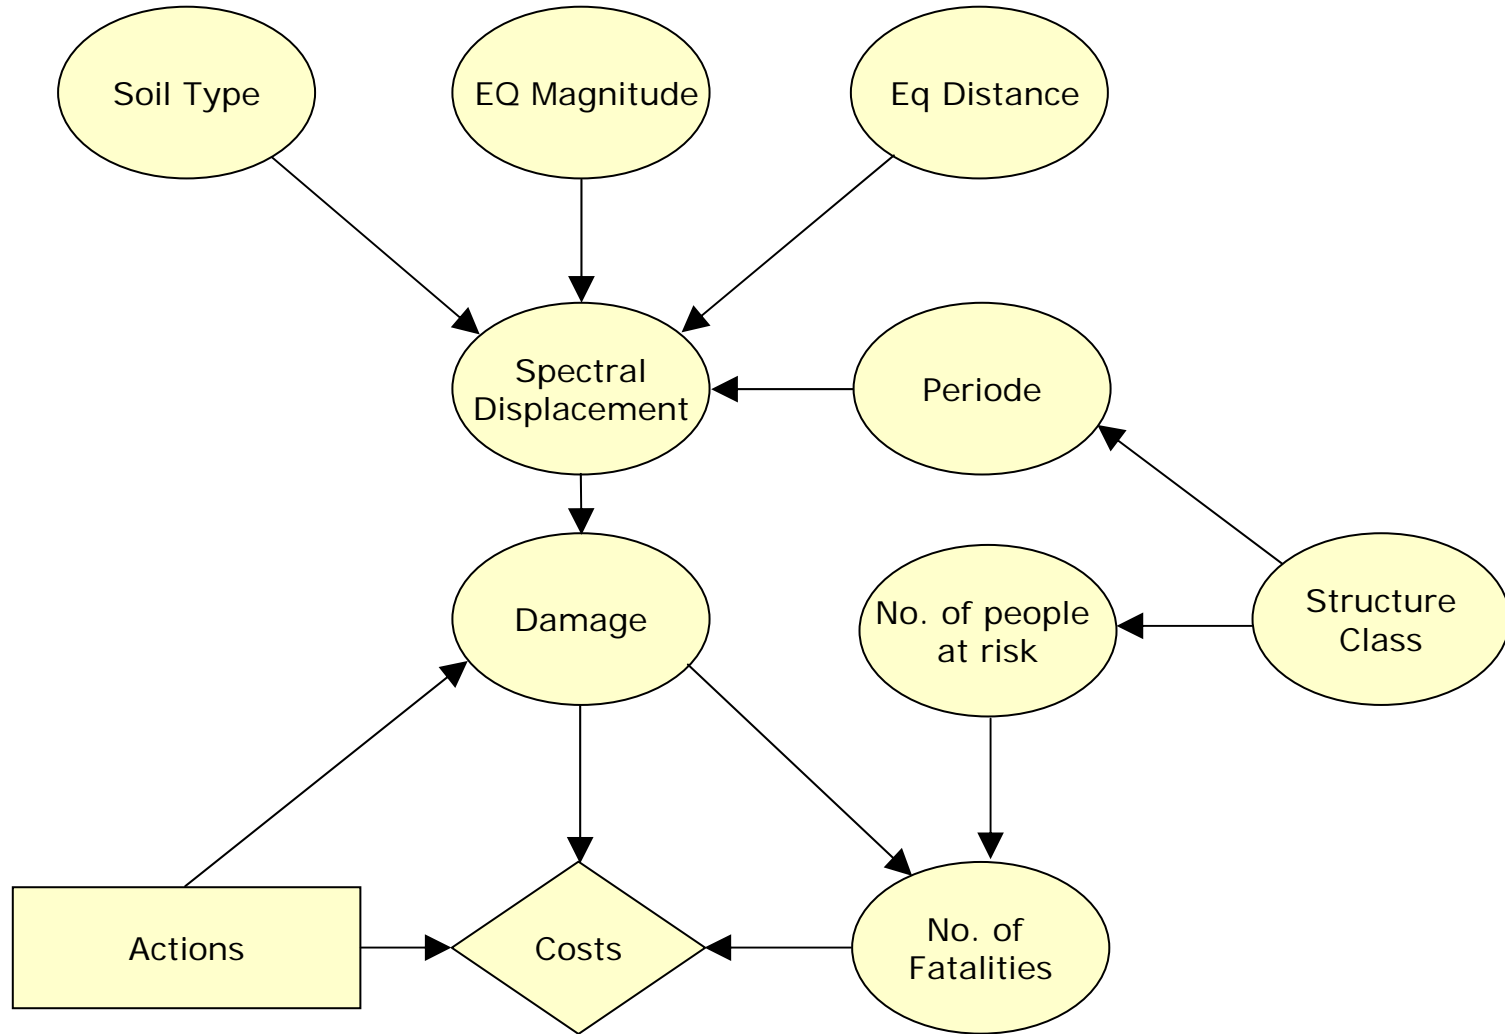 Soil Type
EQ Magnitude
Eq Distance
Spectral
Displacement
Periode
Damage
No. of people
at risk
Structure
Class
Actions
Costs
No. of
Fatalities